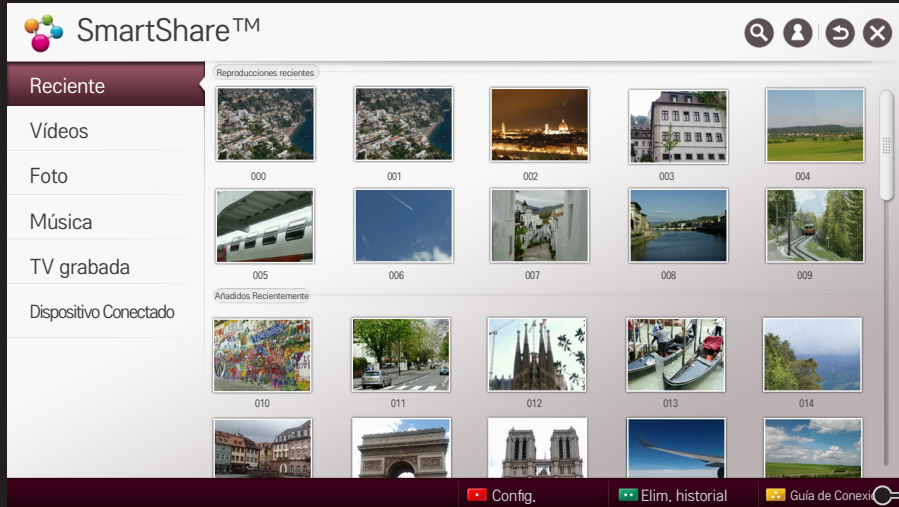 SmartShare™
Reciente
Vídeos
Foto
Música
TV grabada
Dispositivo Conectado
Reproducciones recientes
000
001
002
003
004
005
006
007
008
009
Añadidos Recientemente
010
011
012
013
014
Config.
Elim. historial
Guía de